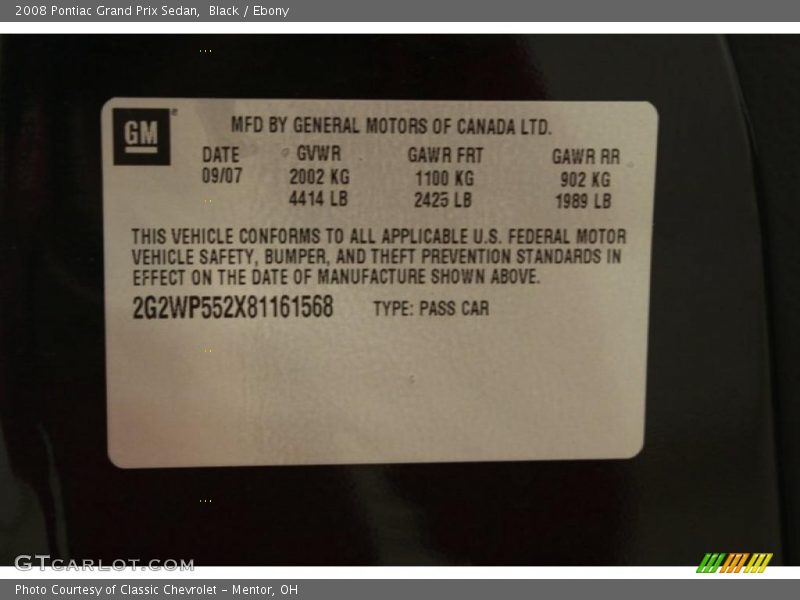 2008 Pontiac Grand Prix Sedan,  Black / Ebony
GM
MFD BY GENERAL MOTORS OF CANADA LTD.
DATE GVWR GAWR FRT GAWR RR
09/07 2002 KG 1100 KG 902 KG
4414 LB 2425 LB 1989 LB
THIS VEHICLE CONFORMS TO ALL APPLICABLE U.S. FEDERAL MOTOR
VEHICLE SAFETY, BUMPER, AND THEFT PREVENTION STANDARDS IN
EFFECT ON THE DATE OF MANUFACTURE SHOWN ABOVE.
2G2WP552X81161568 TYPE: PASS CAR
GTCARLOT.COM
Photo Courtesy of Classic Chevrolet - Mentor, OH